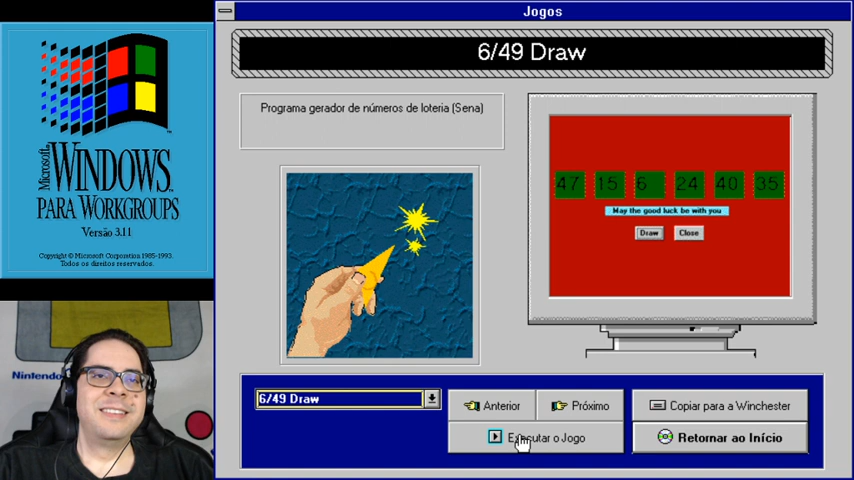 Microsoft®
WINDOWS™
PARA WORKGROUPS
Versão 3.11
Copyright © Microsoft Corporation 1985-1993.
Todos os direitos reservados.
Nintendo
Jogos
6/49 Draw
Programa gerador de números de loteria (Sena)
47 15 6 24 40 35
May the good luck be with you
Draw Close
6/49 Draw
Anterior
Próximo
Copiar para a Winchester
Executar o Jogo
Retornar ao Início